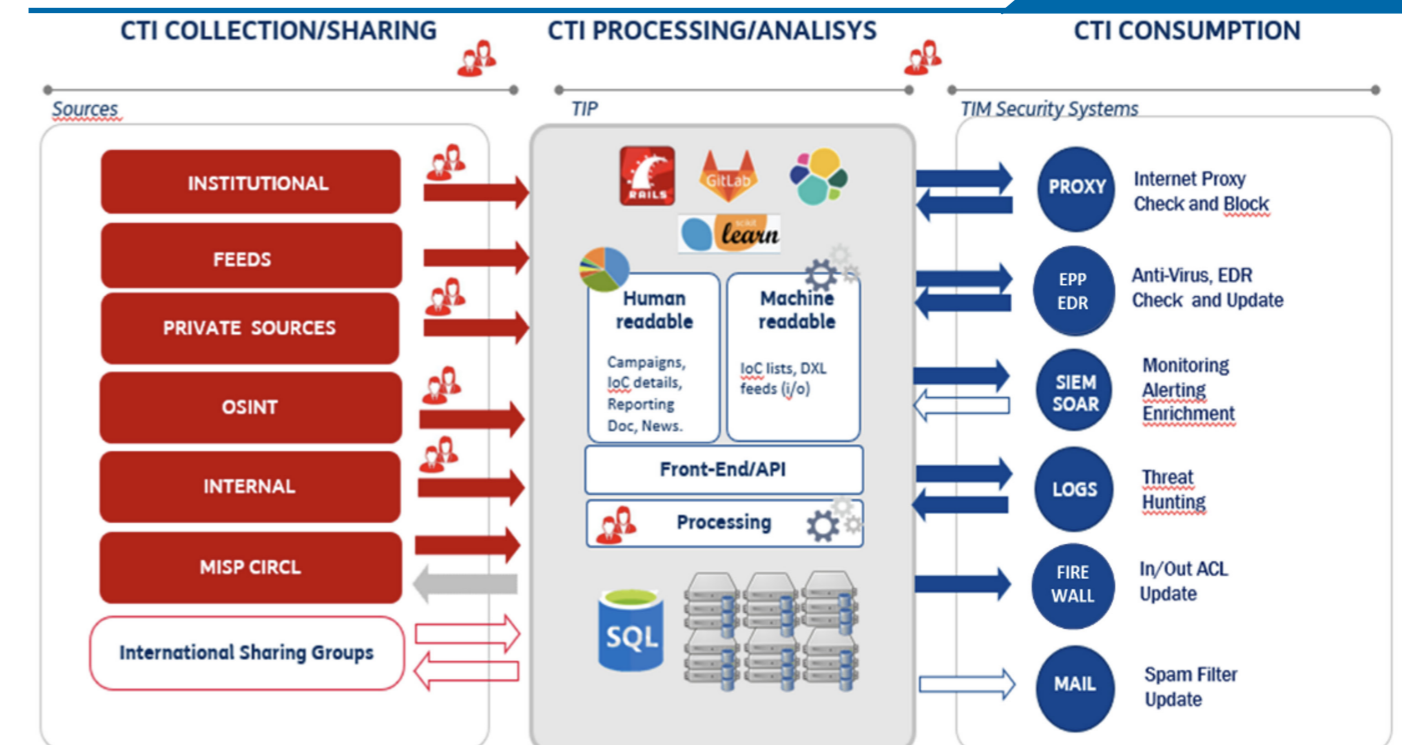 CTI COLLECTION/SHARING
CTI PROCESSING/ANALISYS
CTI CONSUMPTION
Sources
TIP
TIM Security Systems
INSTITUTIONAL
FEEDS
PRIVATE SOURCES
OSINT
INTERNAL
MISP CIRCL
International Sharing Groups
RAILS
GitLab
scikit
learn
Human
readable
Campaigns,
IoC details,
Reporting
Doc, News.
Machine
readable
IoC lists, DXL
feeds (i/o)
Front-End/API
Processing
SQL
PROXY
Internet Proxy
Check and Block
EPP
EDR
Anti-Virus, EDR
Check and Update
SIEM
SOAR
Monitoring
Alerting
Enrichment
LOGS
Threat
Hunting
FIRE
WALL
In/Out ACL
Update
MAIL
Spam Filter
Update